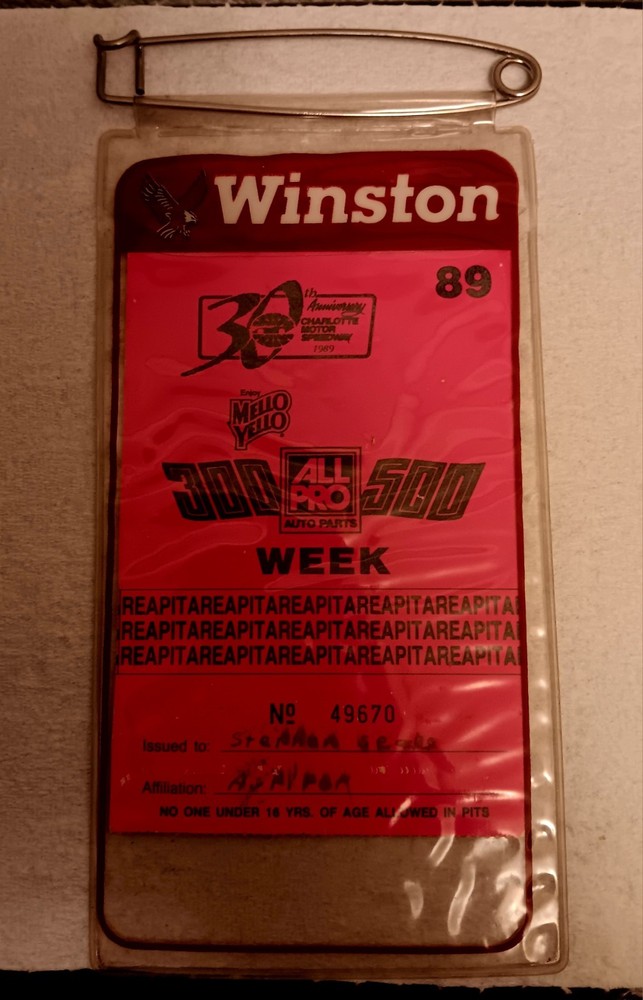 Winston
89
30th Anniversary
CHARLOTTE
MOTOR
SPEEDWAY
1989
Enjoy
MELLO
YELLO
300 ALL PRO 500
AUTO PARTS
WEEK
REAPITAREAPITAREAPITAREAPITAREAPITA
REAPITAREAPITAREAPITAREAPITAREAPITA
REAPITAREAPITAREAPITAREAPITAREAPITA
Nº 49670
Issued to:
Affiliation:
NO ONE UNDER 16 YRS. OF AGE ALLOWED IN PITS